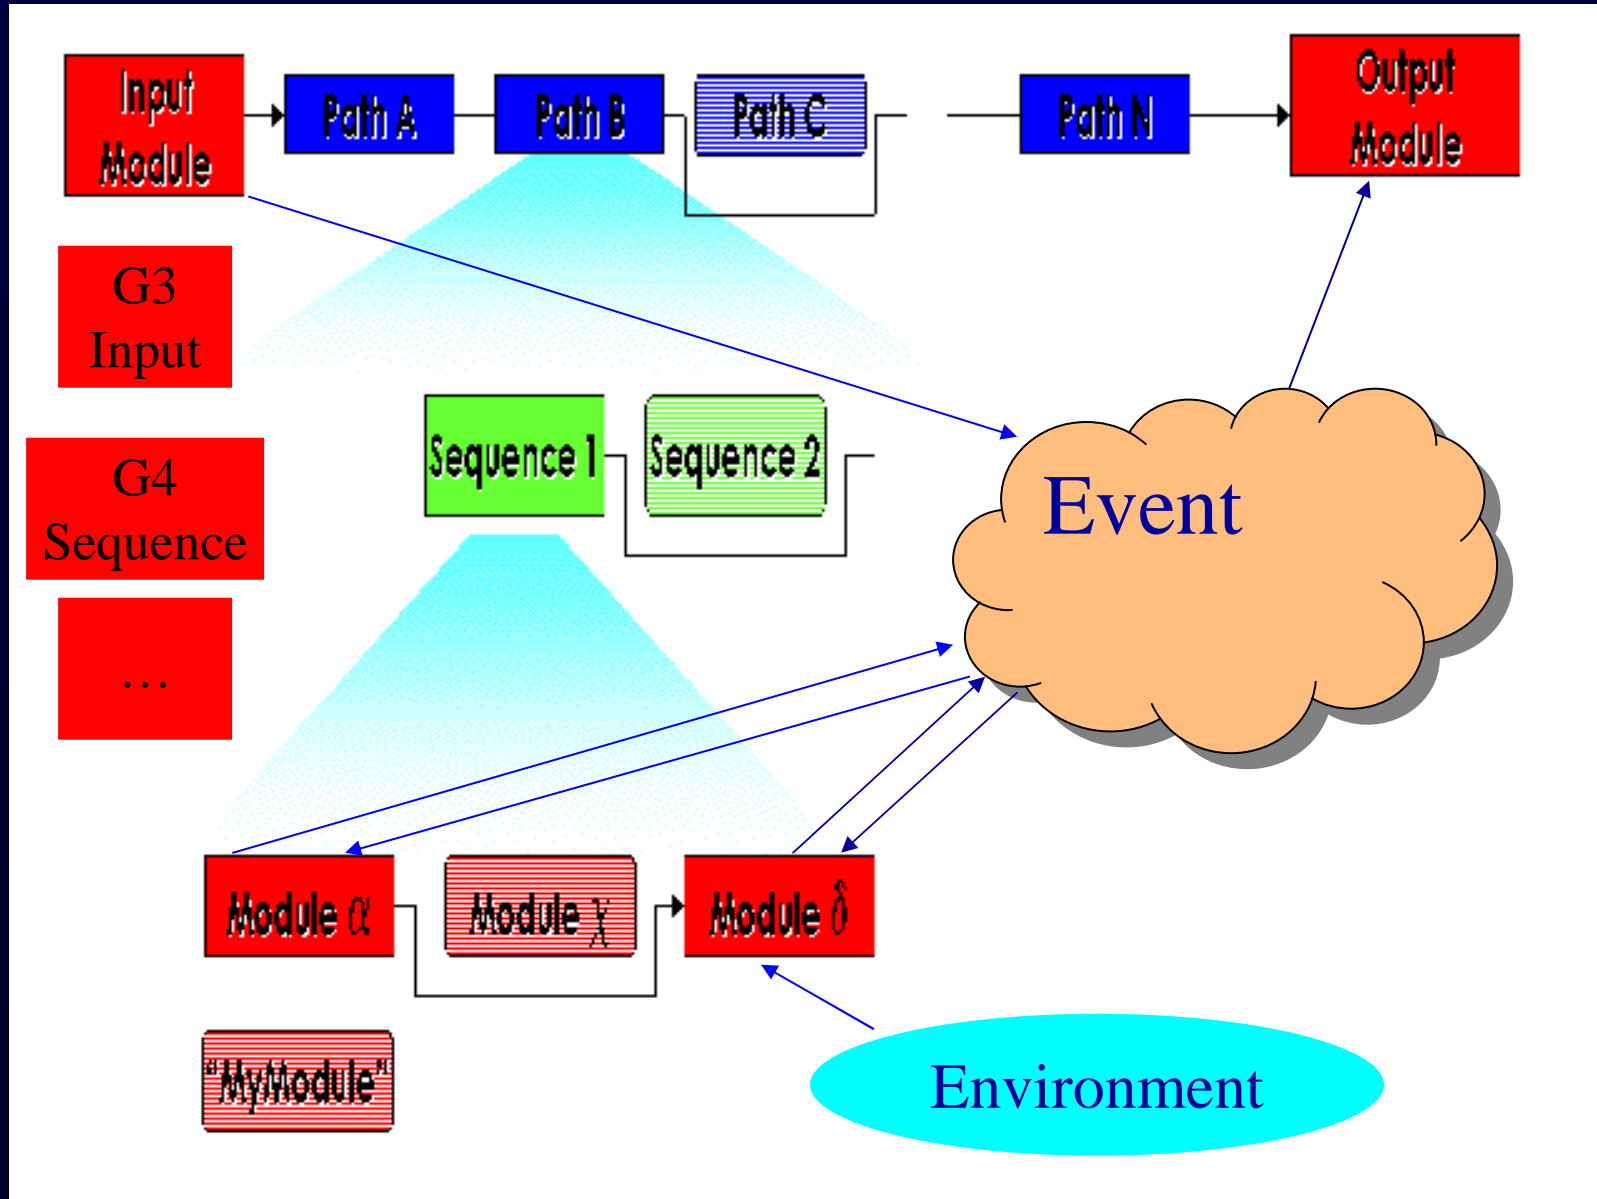 Input
Module
Path A
Path B
Path C
Path N
Output
Module
G3
Input
G4
Sequence
…
Sequence 1
Sequence 2
Event
Module α
Module χ
Module δ
"MyModule"
Environment